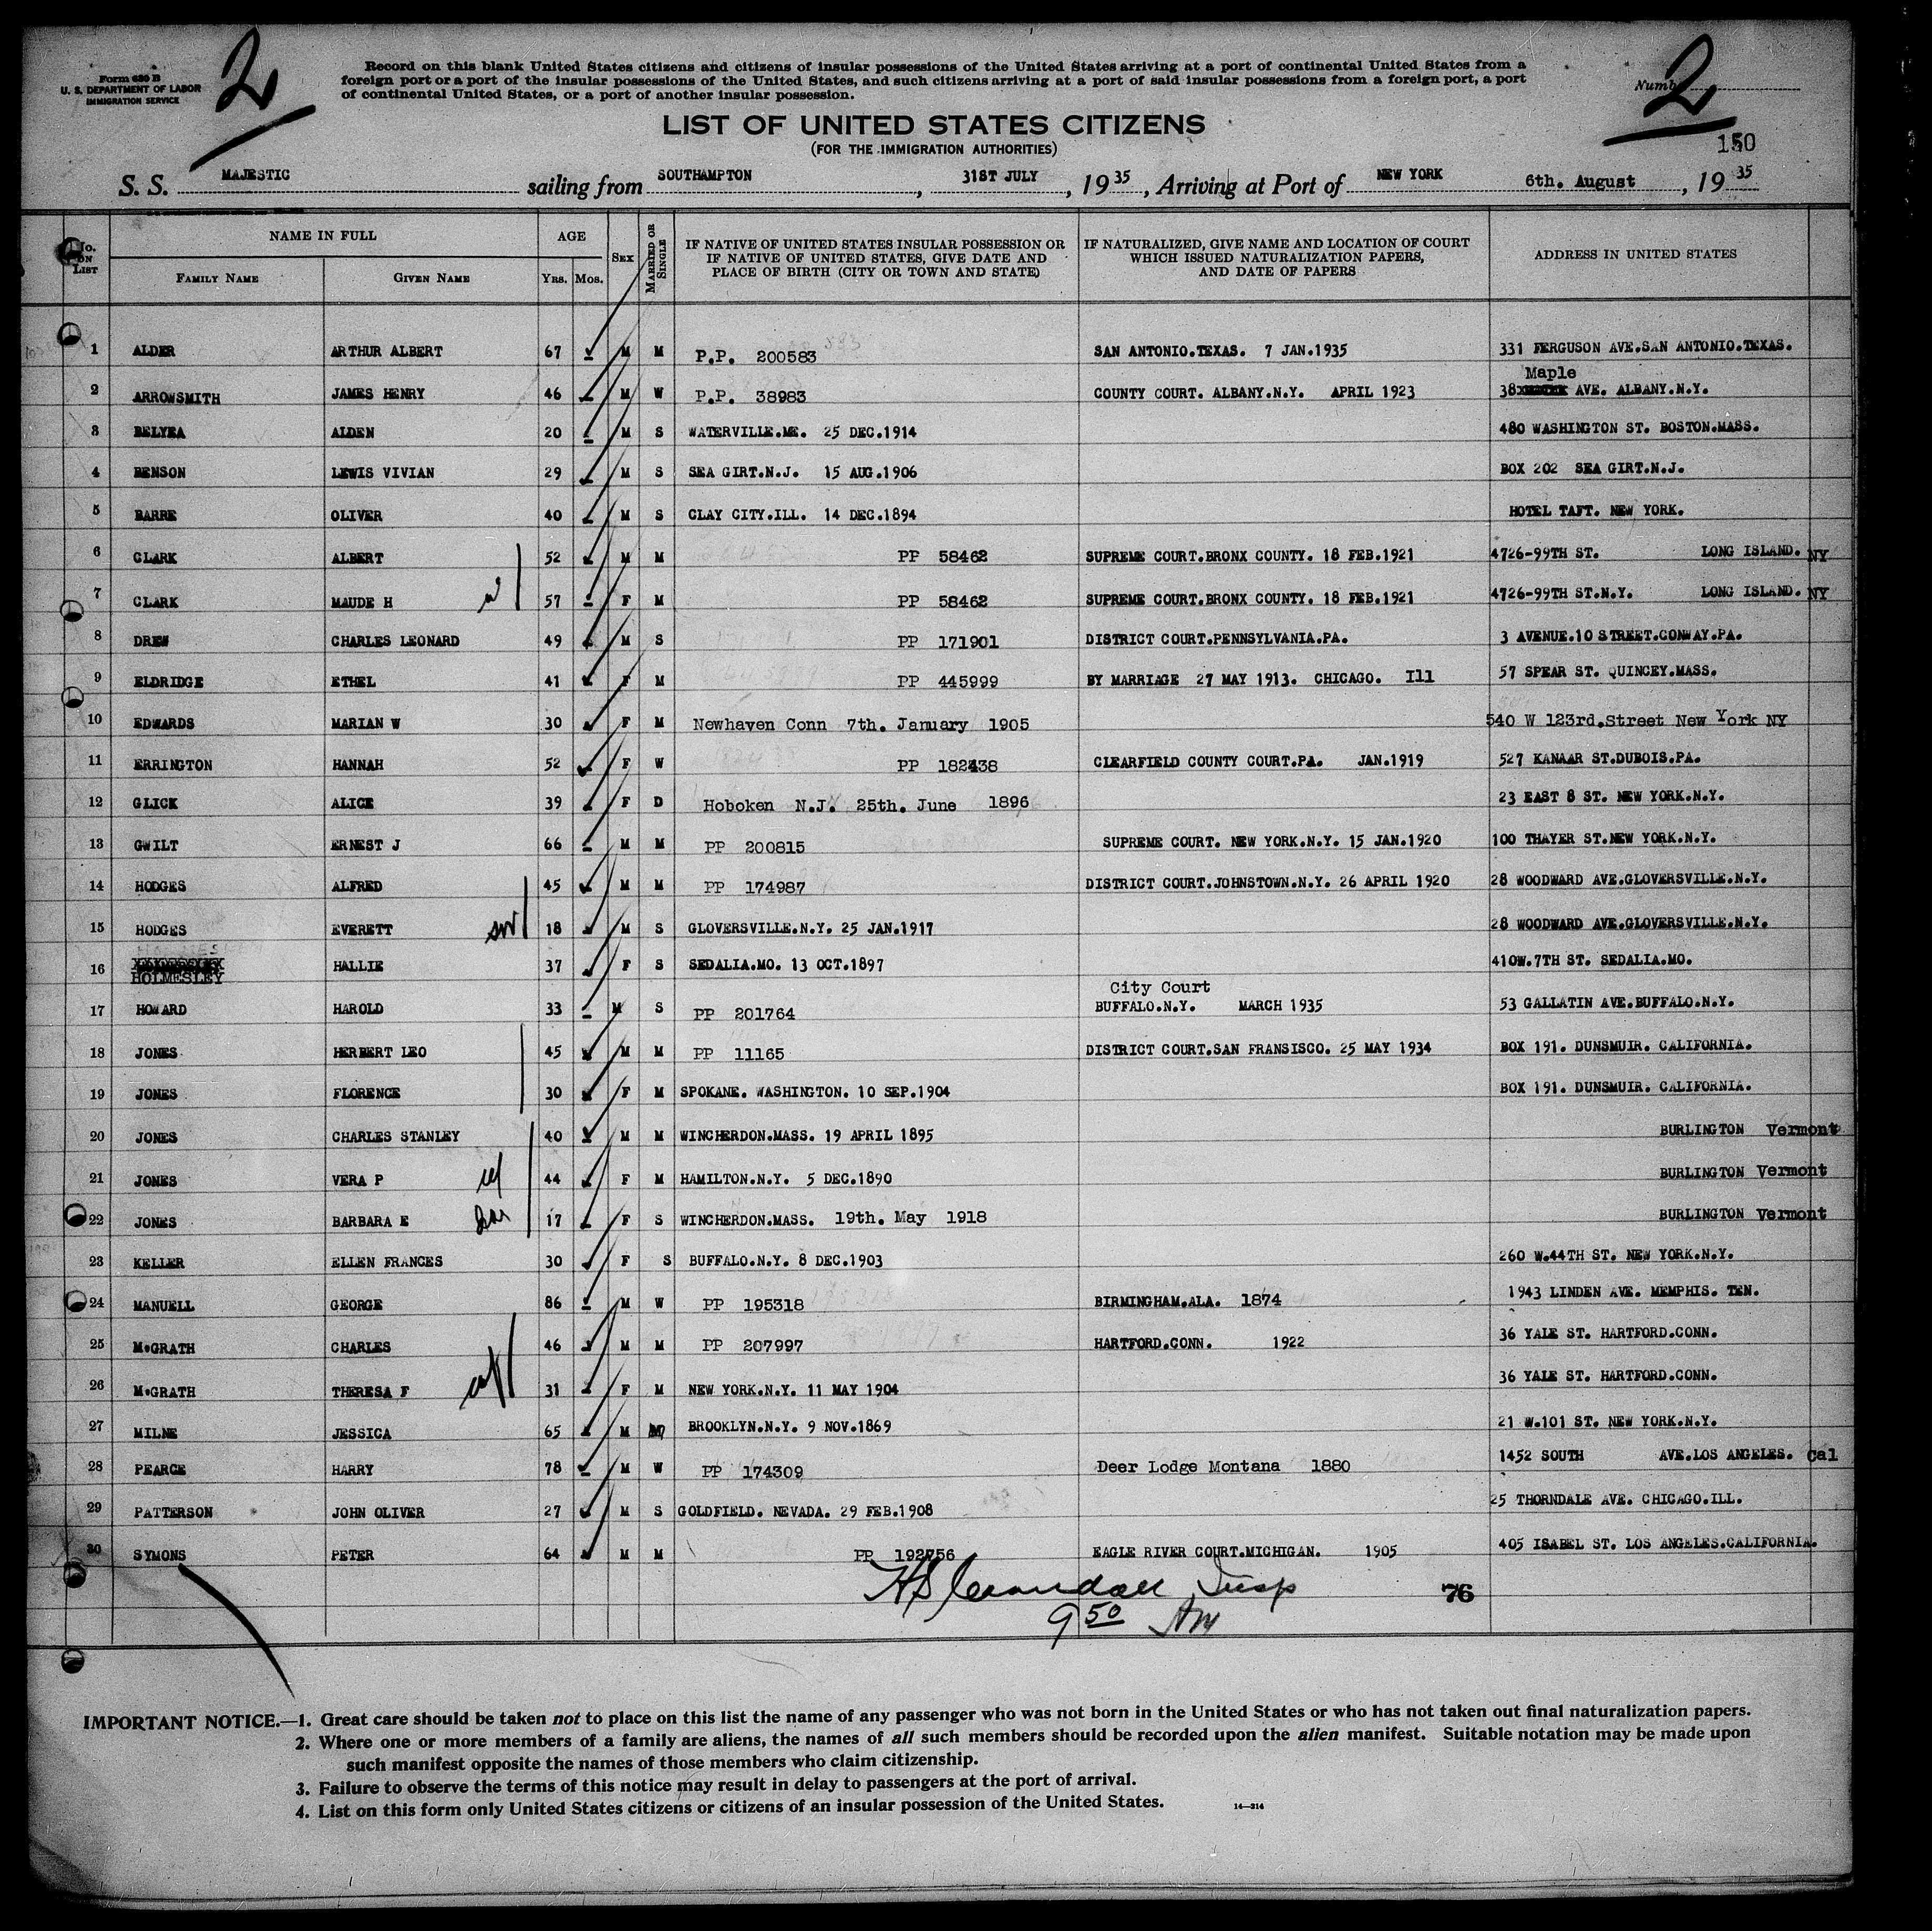 2
2
Form 630 B
U. S. DEPARTMENT OF LABOR
IMMIGRATION SERVICE
Record on this blank United States citizens and citizens of insular possessions of the United States arriving at a port of continental United States from a
foreign port or a port of the insular possessions of the United States, and such citizens arriving at a port of said insular possessions from a foreign port, a port
of continental United States, or a port of another insular possession.
LIST OF UNITED STATES CITIZENS
(FOR THE IMMIGRATION AUTHORITIES)
150
S. S. MAJESTIC sailing from SOUTHAMPTON , 31ST JULY , 19 35 , Arriving at Port of NEW YORK 6th. August , 19 35
No. ON LIST
NAME IN FULL
FAMILY NAME
GIVEN NAME
AGE
YRS. MOS.
SEX
MARRIED OR SINGLE
IF NATIVE OF UNITED STATES INSULAR POSSESSION OR
IF NATIVE OF UNITED STATES, GIVE DATE AND
PLACE OF BIRTH (CITY OR TOWN AND STATE)
IF NATURALIZED, GIVE NAME AND LOCATION OF COURT
WHICH ISSUED NATURALIZATION PAPERS,
AND DATE OF PAPERS
ADDRESS IN UNITED STATES
1 ALDER ARTHUR ALBERT 67 M M P.P. 200583 SAN ANTONIO.TEXAS. 7 JAN.1935 331 FERGUSON AVE.SAN ANTONIO.TEXAS.
Maple
2 ARROWSMITH JAMES HENRY 46 M W P.P. 38983 COUNTY COURT. ALBANY.N.Y. APRIL 1923 38 AVE. ALBANY.N.Y.
3 BELYEA ALDEN 20 M S WATERVILLE.ME. 25 DEC.1914 480 WASHINGTON ST. BOSTON.MASS.
4 BENSON LEWIS VIVIAN 29 M S SEA GIRT.N.J. 15 AUG.1906 BOX 202 SEA GIRT.N.J.
5 BARRE OLIVER 40 M S CLAY CITY.ILL. 14 DEC.1894 HOTEL TAFT. NEW YORK.
6 CLARK ALBERT 52 M M PP 58462 SUPREME COURT.BRONX COUNTY. 18 FEB.1921 4726-99TH ST. LONG ISLAND. NY
7 CLARK MAUDE H 57 F M PP 58462 SUPREME COURT.BRONX COUNTY. 18 FEB.1921 4726-99TH ST.N.Y. LONG ISLAND. NY
8 DREW CHARLES LEONARD 49 M S PP 171901 DISTRICT COURT.PENNSYLVANIA.PA. 3 AVENUE.10 STREET.CONWAY.PA.
9 ELDRIDGE ETHEL 41 F M PP 445999 BY MARRIAGE 27 MAY 1913. CHICAGO. Ill 57 SPEAR ST. QUINCEY.MASS.
10 EDWARDS MARIAN W 30 F M Newhaven Conn 7th. January 1905 540 W 123rd.Street New York NY
11 ERRINGTON HANNAH 52 F W PP 182438 CLEARFIELD COUNTY COURT.PA. JAN.1919 527 KANAAR ST.DUBOIS.PA.
12 GLICK ALICE 39 F D Hoboken N.J. 25th. June 1896 23 EAST 8 ST. NEW YORK.N.Y.
13 GWILT ERNEST J 66 M M PP 200815 SUPREME COURT. NEW YORK.N.Y. 15 JAN.1920 100 THAYER ST.NEW YORK.N.Y.
14 HODGES ALFRED 45 M M PP 174987 DISTRICT COURT.JOHNSTOWN.N.Y. 26 APRIL 1920 28 WOODWARD AVE.GLOVERSVILLE.N.Y.
15 HODGES EVERETT 18 M S GLOVERSVILLE.N.Y. 25 JAN.1917 28 WOODWARD AVE.GLOVERSVILLE.N.Y.
16 HOLMESLEY HALLIE 37 F S SEDALIA.MO. 13 OCT.1897 410W.7TH ST. SEDALIA.MO.
City Court
17 HOWARD HAROLD 33 M S PP 201764 BUFFALO.N.Y. MARCH 1935 53 GALLATIN AVE.BUFFALO.N.Y.
18 JONES HERBERT LEO 45 M M PP 11165 DISTRICT COURT.SAN FRANSISCO. 25 MAY 1934 BOX 191. DUNSMUIR. CALIFORNIA.
19 JONES FLORENCE 30 F M SPOKANE. WASHINGTON. 10 SEP.1904 BOX 191. DUNSMUIR. CALIFORNIA.
20 JONES CHARLES STANLEY 40 M M WINCHERDON.MASS. 19 APRIL 1895 BURLINGTON Vermont
21 JONES VERA P 44 F M HAMILTON.N.Y. 5 DEC.1890 BURLINGTON Vermont
22 JONES BARBARA E 17 F S WINCHERDON.MASS. 19th. May 1918 BURLINGTON Vermont
23 KELLER ELLEN FRANCES 30 F S BUFFALO.N.Y. 8 DEC.1903 260 W.44TH ST. NEW YORK.N.Y.
24 MANUELL GEORGE 86 M W PP 195318 BIRMINGHAM.ALA. 1874 1943 LINDEN AVE. MEMPHIS. TEN.
25 McGRATH CHARLES 46 M M PP 207997 HARTFORD.CONN. 1922 36 YALE ST. HARTFORD.CONN.
26 McGRATH THERESA F 31 F M NEW YORK.N.Y. 11 MAY 1904 36 YALE ST. HARTFORD.CONN.
27 MILNE JESSICA 65 M BROOKLYN.N.Y. 9 NOV.1869 21 W.101 ST. NEW YORK.N.Y.
28 PEARCE HARRY 78 M W PP 174309 Deer Lodge Montana 1880 1452 SOUTH AVE.LOS ANGELES. Cal
29 PATTERSON JOHN OLIVER 27 M S GOLDFIELD. NEVADA. 29 FEB.1908 25 THORNDALE AVE. CHICAGO.ILL.
30 SYMONS PETER 64 M M PP 192756 EAGLE RIVER COURT.MICHIGAN. 1905 405 ISABEL ST. LOS ANGELES.CALIFORNIA.
Insp 76
9 50 AM
IMPORTANT NOTICE.—1. Great care should be taken not to place on this list the name of any passenger who was not born in the United States or who has not taken out final naturalization papers.
2. Where one or more members of a family are aliens, the names of all such members should be recorded upon the alien manifest. Suitable notation may be made upon
such manifest opposite the names of those members who claim citizenship.
3. Failure to observe the terms of this notice may result in delay to passengers at the port of arrival.
4. List on this form only United States citizens or citizens of an insular possession of the United States.
14—314